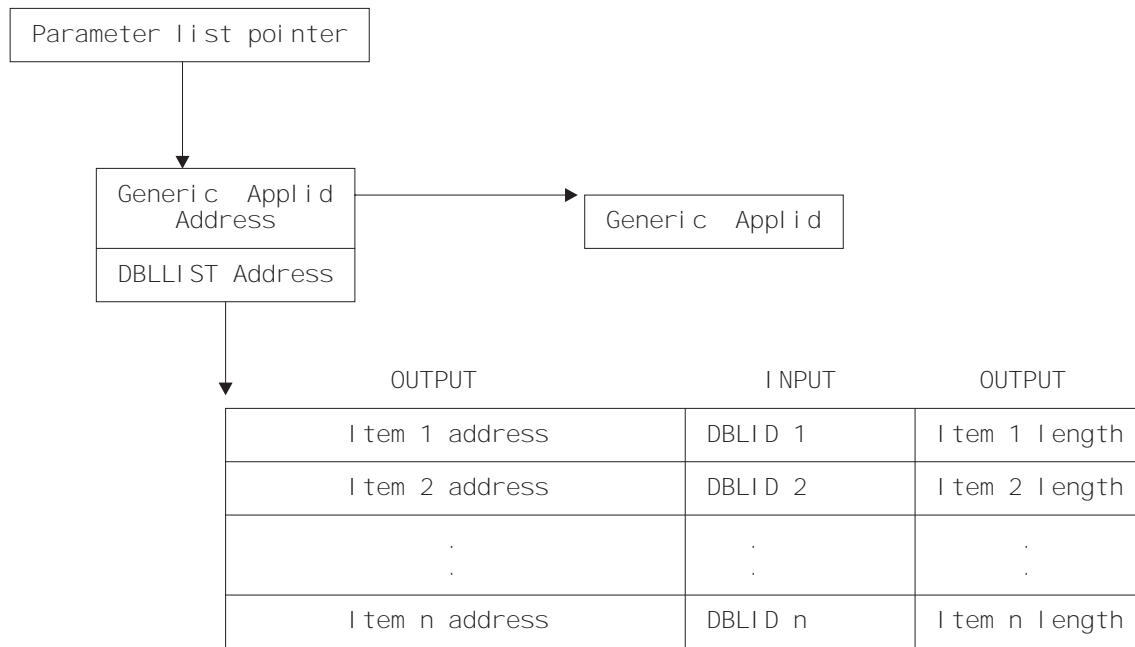 Parameter list pointer
Generic Applid
Address
Generic Applid
DBLLIST Address
OUTPUT INPUT OUTPUT
Item 1 address DBLID 1 Item 1 length
Item 2 address DBLID 2 Item 2 length
. . .
. . .
Item n address DBLID n Item n length